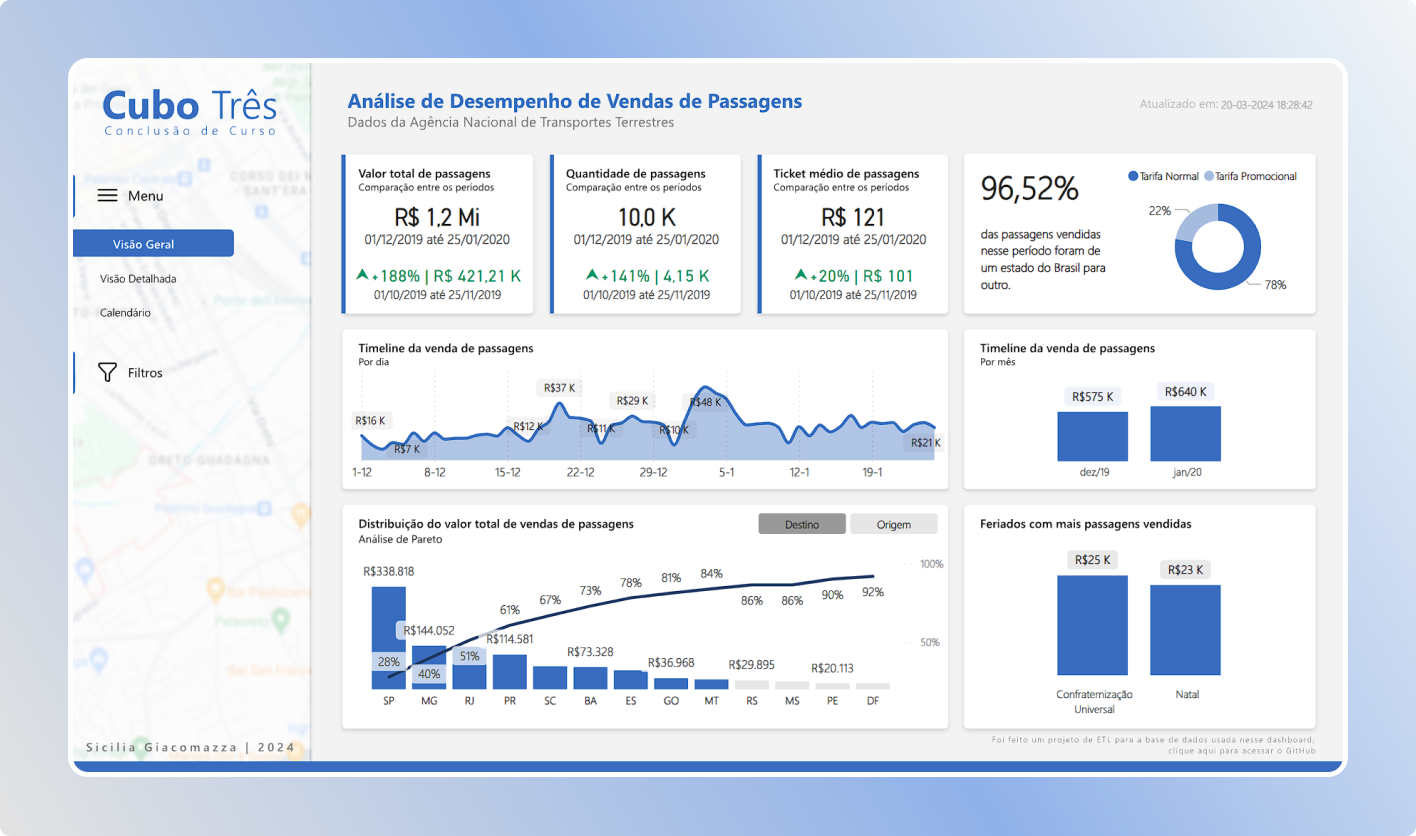 Cubo Três
Conclusão de Curso
Menu
Visão Geral
Visão Detalhada
Calendário
Filtros
Sicilia Giacomazza | 2024
Análise de Desempenho de Vendas de Passagens
Dados da Agência Nacional de Transportes Terrestres
Atualizado em: 20-03-2024 18:28:42
Valor total de passagens
Comparação entre os períodos
R$ 1,2 Mi
01/12/2019 até 25/01/2020
+188% | R$ 421,21 K
01/10/2019 até 25/11/2019
Quantidade de passagens
Comparação entre os períodos
10,0 K
01/12/2019 até 25/01/2020
+141% | 4,15 K
01/10/2019 até 25/11/2019
Ticket médio de passagens
Comparação entre os períodos
R$ 121
01/12/2019 até 25/01/2020
+20% | R$ 101
01/10/2019 até 25/11/2019
96,52%
das passagens vendidas
nesse período foram de
um estado do Brasil para
outro.
Tarifa Normal Tarifa Promocional
22%
78%
Timeline da venda de passagens
Por dia
R$16 K
R$7 K
R$12 K
R$37 K
R$11 K
R$29 K
R$10 K
R$48 K
R$21 K
1-12 8-12 15-12 22-12 29-12 5-1 12-1 19-1
Timeline da venda de passagens
Por mês
R$575 K
R$640 K
dez/19 jan/20
Distribuição do valor total de vendas de passagens
Análise de Pareto
Destino
Origem
R$338.818
R$144.052
R$114.581
R$73.328
R$36.968
R$29.895
R$20.113
28% 40% 51% 61% 67% 73% 78% 81% 84% 86% 86% 90% 92%
100%
50%
SP MG RJ PR SC BA ES GO MT RS MS PE DF
Feriados com mais passagens vendidas
R$25 K
R$23 K
Confraternização
Universal
Natal
Foi feito um projeto de ETL para a base de dados usada nesse dashboard,
clique aqui para acessar o GitHub